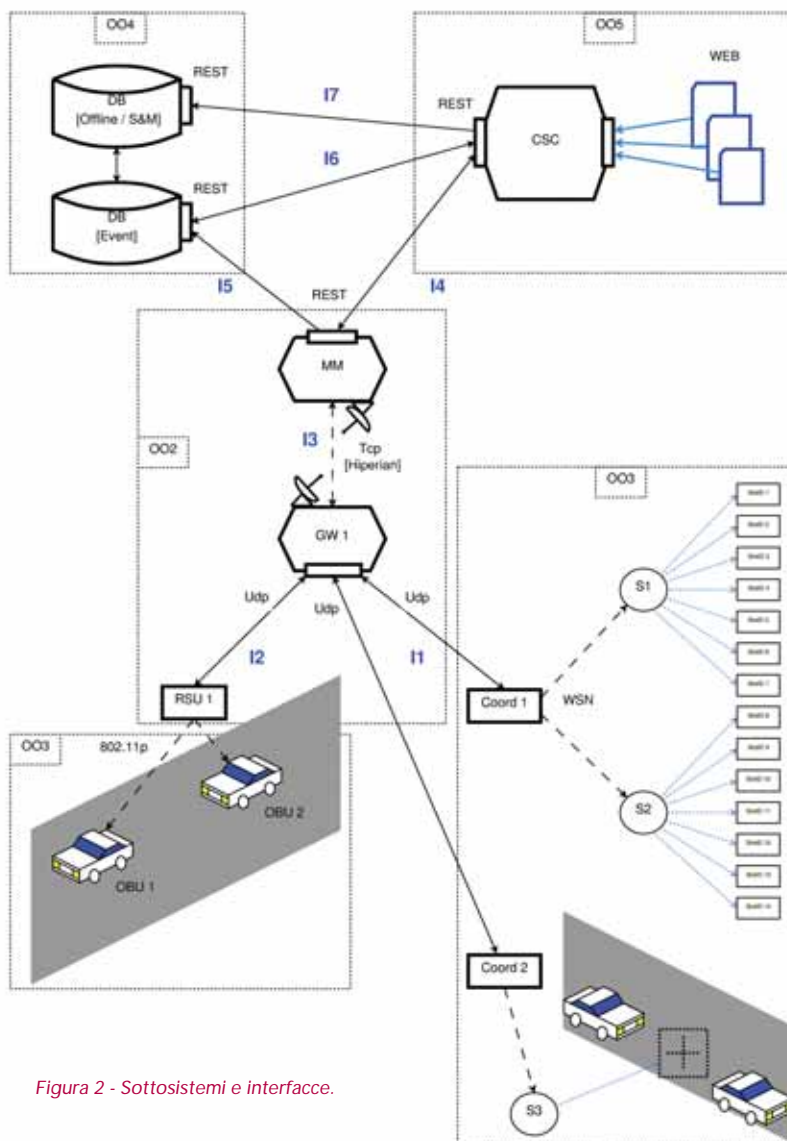 OO4
OO5
WEB
REST
DB
[Offline / S&M]
I7
REST
CSC
I6
REST
DB
[Event]
I5
REST
I4
MM
I3
Tcp
[Hiperlan]
OO2
OO3
GW 1
S1
Udp
Udp
Udp
I2
I1
RSU 1
Coord 1
WSN
OO3
802.11p
OBU 2
S2
OBU 1
Coord 2
S3
Figura 2 - Sottosistemi e interfacce.